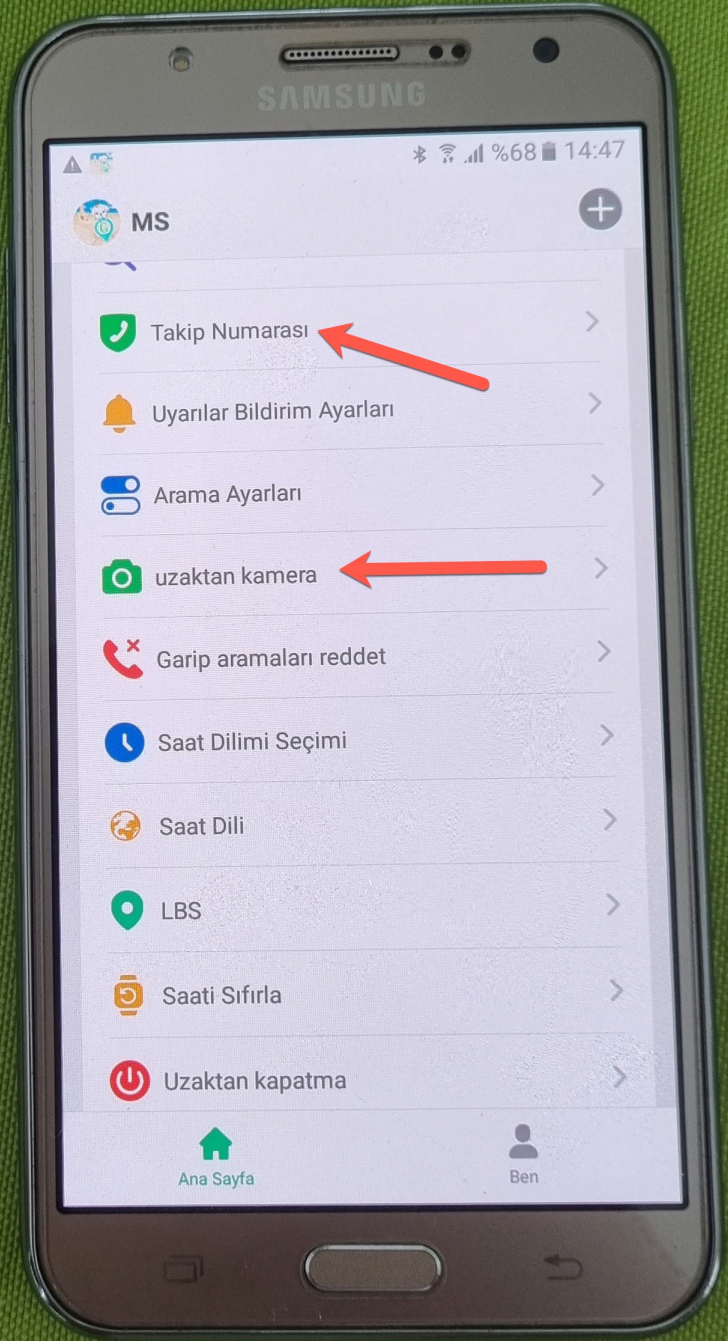 SAMSUNG
%68 14:47
MS
Takip Numarası
Uyarılar Bildirim Ayarları
Arama Ayarları
uzaktan kamera
Garip aramaları reddet
Saat Dilimi Seçimi
Saat Dili
LBS
Saati Sıfırla
Uzaktan kapatma
Ana Sayfa
Ben